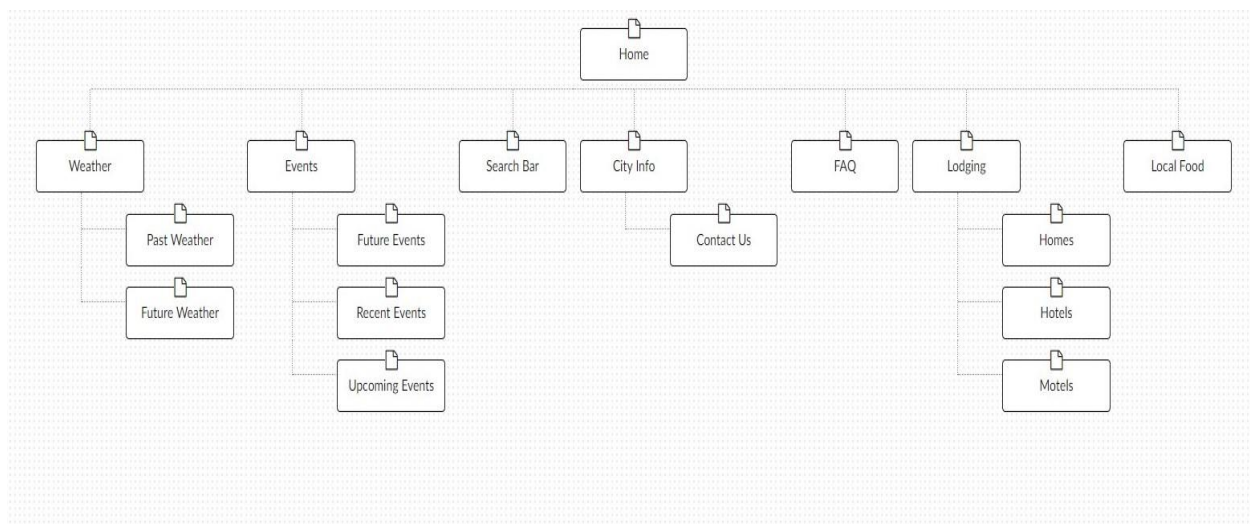 Home
Weather
Events
Search Bar
City Info
FAQ
Lodging
Local Food
Past Weather
Future Events
Contact Us
Homes
Future Weather
Recent Events
Hotels
Upcoming Events
Motels